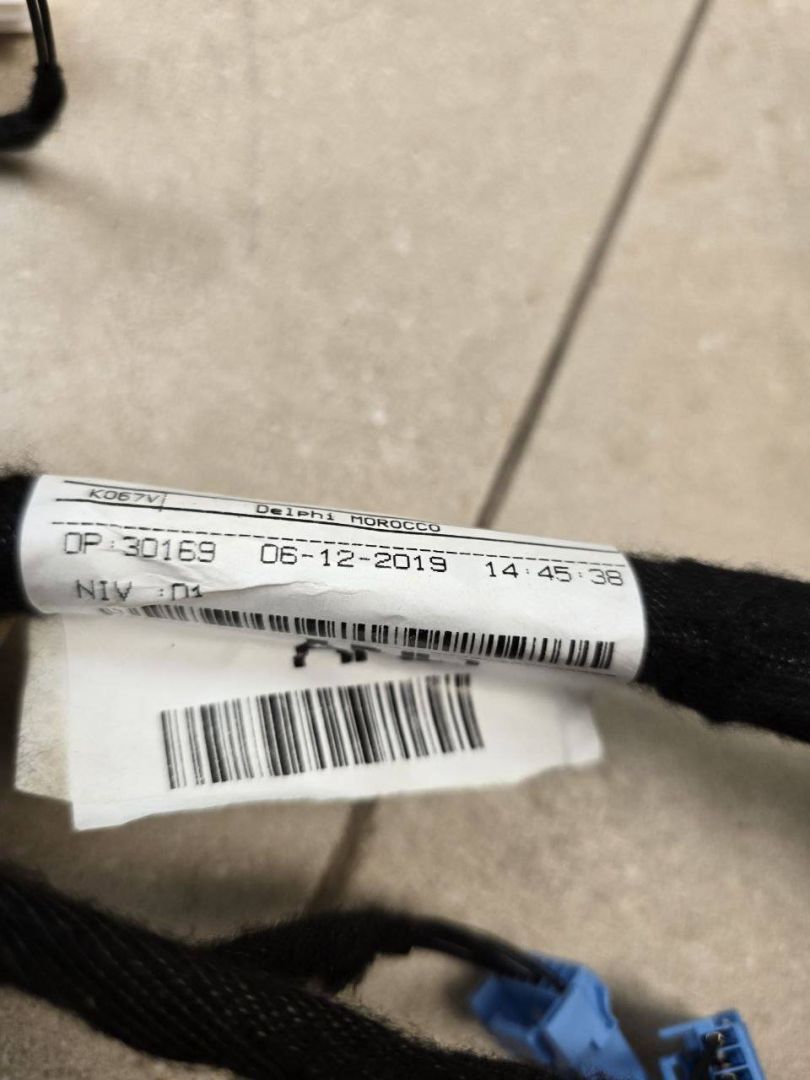 K067V
Delphi MOROCCO
OP:30169 06-12-2019 14:45:38
NIV :01